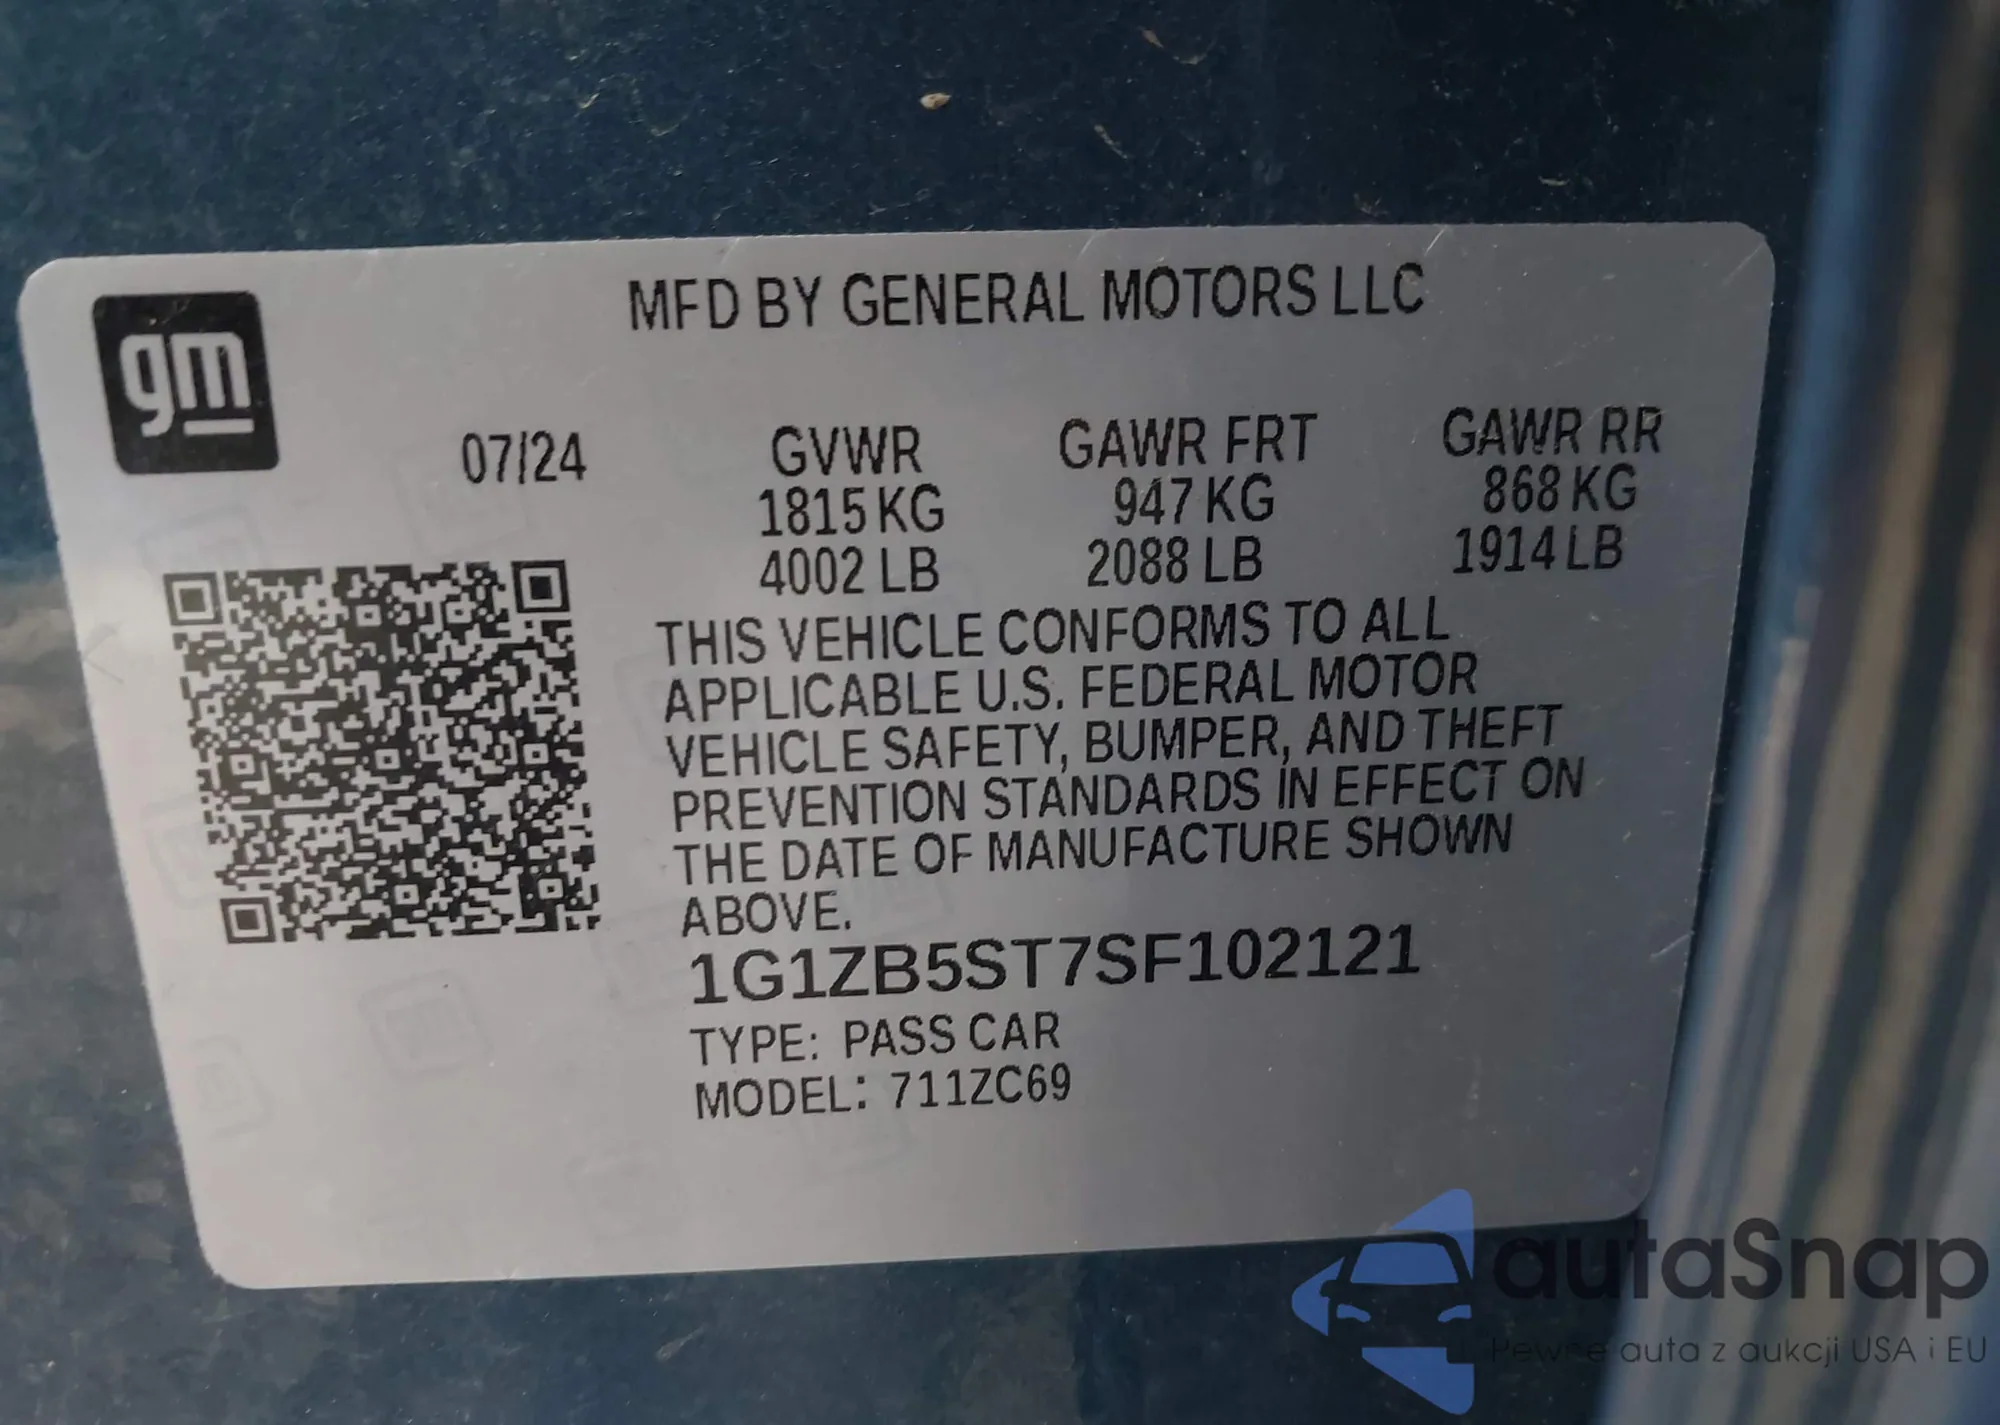 gm
MFD BY GENERAL MOTORS LLC
07/24
GVWR
1815 KG
4002 LB
GAWR FRT
947 KG
2088 LB
GAWR RR
868 KG
1914 LB
THIS VEHICLE CONFORMS TO ALL
APPLICABLE U.S. FEDERAL MOTOR
VEHICLE SAFETY, BUMPER, AND THEFT
PREVENTION STANDARDS IN EFFECT ON
THE DATE OF MANUFACTURE SHOWN
ABOVE.
1G1ZB5ST7SF102121
TYPE: PASS CAR
MODEL: 711ZC69
autaSnap
Pewne auta z aukcji USA i EU